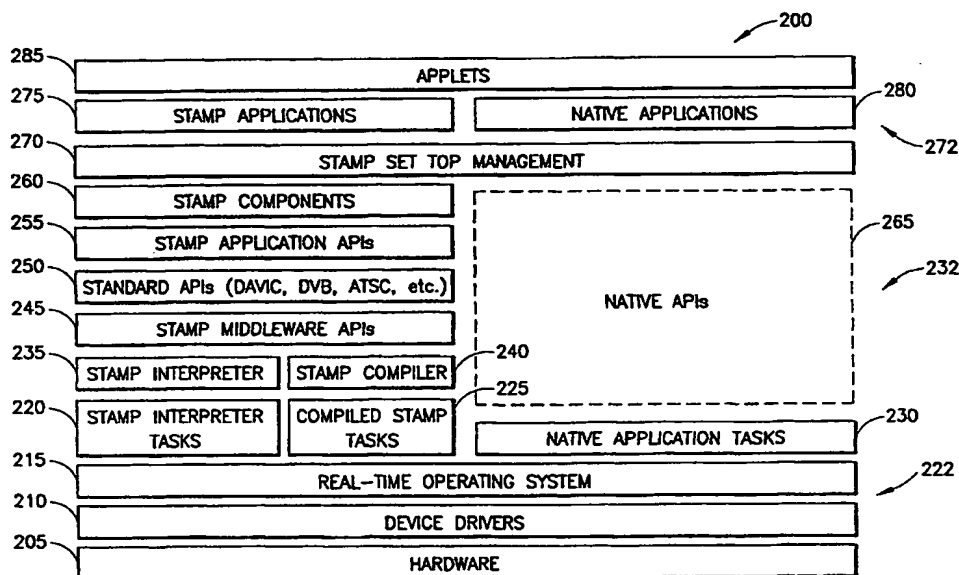 200
285
APPLETS
275
STAMP APPLICATIONS
NATIVE APPLICATIONS
280
272
270
STAMP SET TOP MANAGEMENT
260
STAMP COMPONENTS
265
255
STAMP APPLICATION APIs
232
250
STANDARD APIs (DAVIC, DVB, ATSC, etc.)
NATIVE APIs
245
STAMP MIDDLEWARE APIs
235
STAMP INTERPRETER
STAMP COMPILER
240
220
STAMP INTERPRETER
TASKS
COMPILED STAMP
TASKS
225
NATIVE APPLICATION TASKS
230
215
REAL-TIME OPERATING SYSTEM
222
210
DEVICE DRIVERS
205
HARDWARE